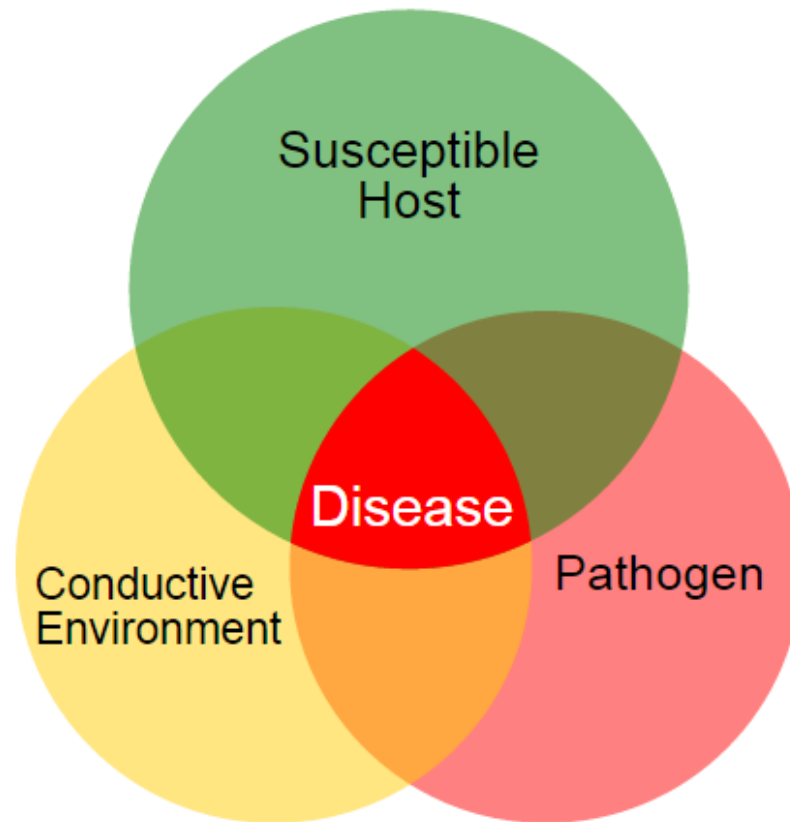 Susceptible
Host
Disease
Conductive
Environment
Pathogen